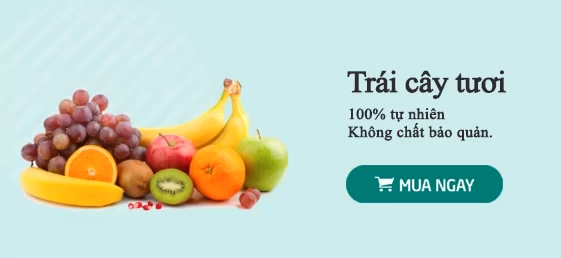 Trái cây tươi
100% tự nhiên
Không chất bảo quản.
MUA NGAY